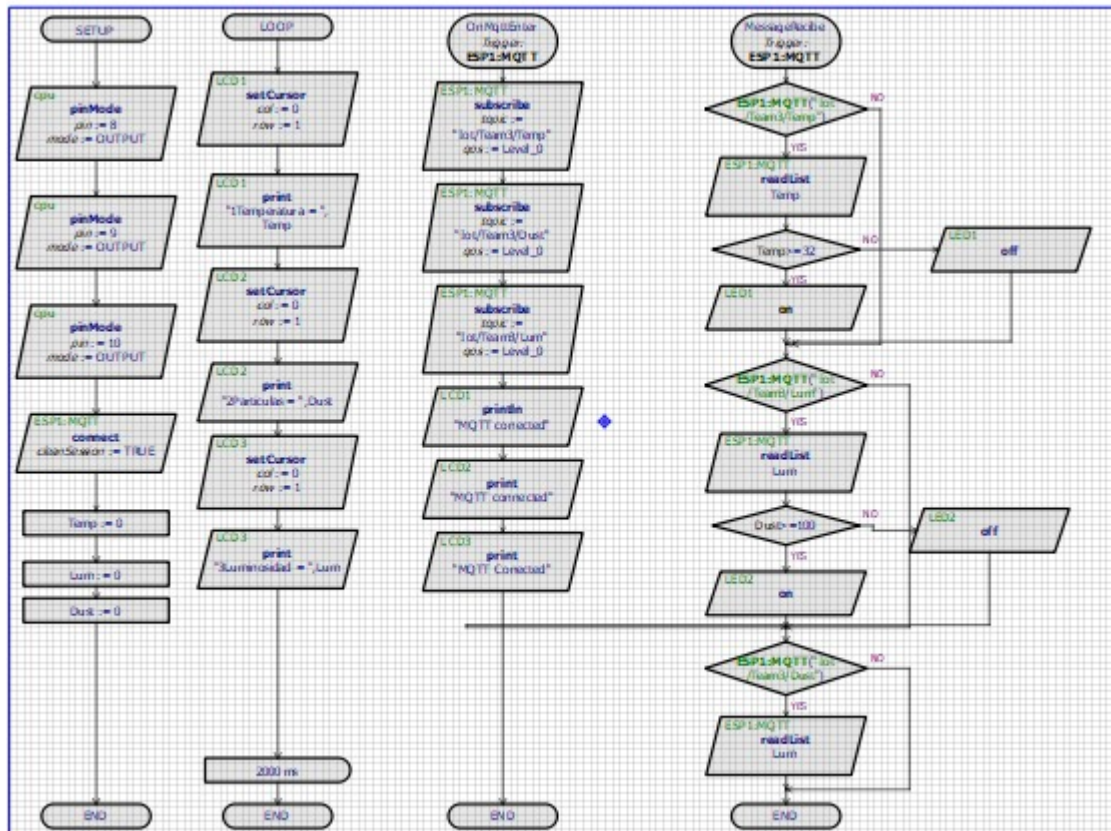 SETUP
cpu
pinMode
pin := 8
mode := OUTPUT
cpu
pinMode
pin := 9
mode := OUTPUT
cpu
pinMode
pin := 10
mode := OUTPUT
ESP1:MQTT
connect
cleanSession := TRUE
Temp := 0
Lum := 0
Dust := 0
END
LOOP
LCD1
setCursor
col := 0
row := 1
LCD1
print
"1Temperatura = ",
Temp
LCD2
setCursor
col := 0
row := 1
LCD2
print
"2Particulas = ",Dust
LCD3
setCursor
col := 0
row := 1
LCD3
print
"3Luminosidad = ",Lum
2000 ms
END
OnMqttEnter
Trigger:
ESP1:MQTT
ESP1:MQTT
subscribe
topic :=
"Iot/Team3/Temp"
qos := Level_0
ESP1:MQTT
subscribe
topic :=
"Iot/Team3/Dust"
qos := Level_0
ESP1:MQTT
subscribe
topic :=
"Iot/Team3/Lum"
qos := Level_0
LCD1
println
"MQTT conected"
LCD2
print
"MQTT connected"
LCD3
print
"MQTT Conected"
END
MessageRecibe
Trigger:
ESP1:MQTT
ESP1:MQTT("Iot
/Team3/Temp")
NO
YES
ESP1:MQTT
readList
Temp
Temp>=32
NO
YES
LED1
off
LED1
on
ESP1:MQTT("Iot
/Team3/Lum")
NO
YES
ESP1:MQTT
readList
Lum
Dust>=100
NO
YES
LED2
off
LED2
on
ESP1:MQTT("Iot
/Team3/Dust")
NO
YES
ESP1:MQTT
readList
Lum
END